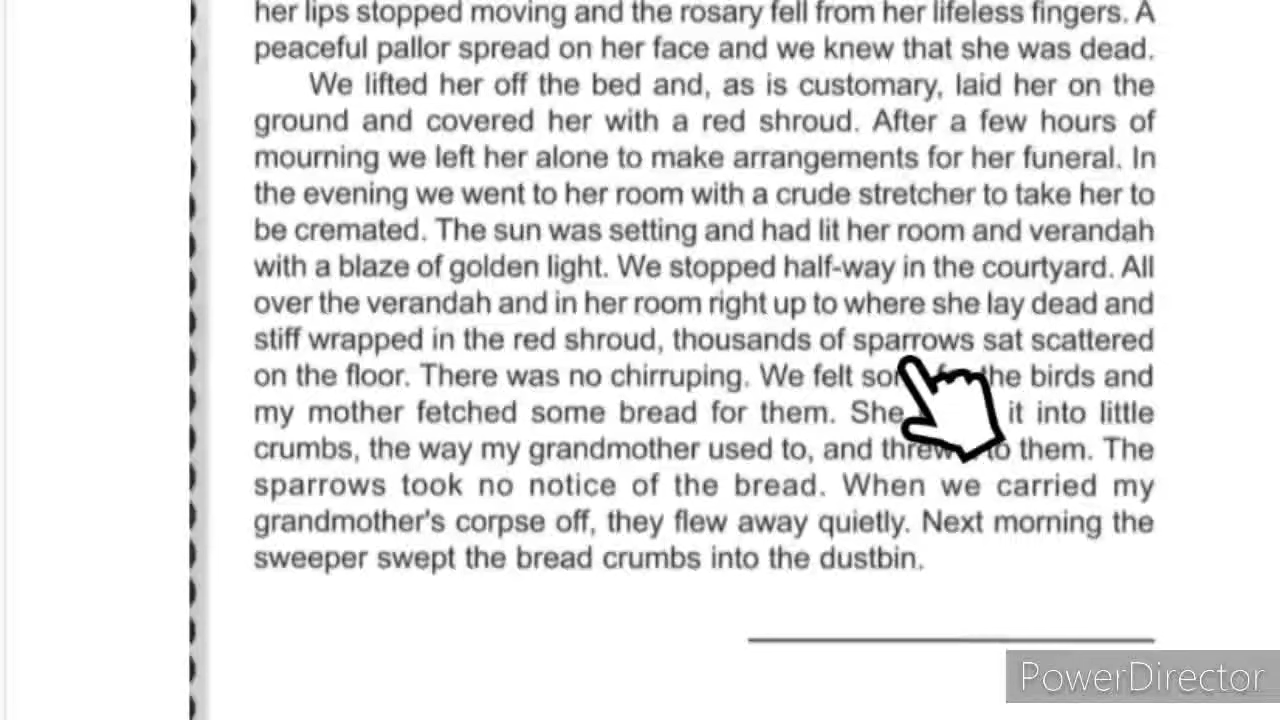 her lips stopped moving and the rosary fell from her lifeless fingers. A
peaceful pallor spread on her face and we knew that she was dead.
We lifted her off the bed and, as is customary, laid her on the
ground and covered her with a red shroud. After a few hours of
mourning we left her alone to make arrangements for her funeral. In
the evening we went to her room with a crude stretcher to take her to
be cremated. The sun was setting and had lit her room and verandah
with a blaze of golden light. We stopped half-way in the courtyard. All
over the verandah and in her room right up to where she lay dead and
stiff wrapped in the red shroud, thousands of sparrows sat scattered
on the floor. There was no chirruping. We felt the birds and
my mother fetched some bread for them. She it into little
crumbs, the way my grandmother used to, and threw to them. The
sparrows took no notice of the bread. When we carried my
grandmother's corpse off, they flew away quietly. Next morning the
sweeper swept the bread crumbs into the dustbin.
PowerDirector